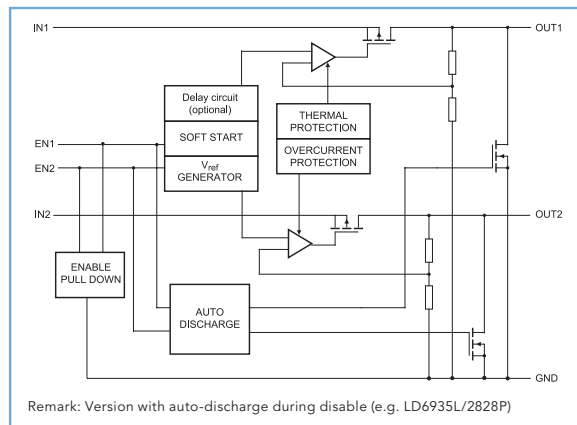 IN1
OUT1
Delay circuit
(optional)
THERMAL
PROTECTION
EN1
SOFT START
OVERCURRENT
PROTECTION
EN2
Vref
GENERATOR
IN2
OUT2
ENABLE
PULL DOWN
AUTO
DISCHARGE
GND
Remark: Version with auto-discharge during disable (e.g. LD6935L/2828P)